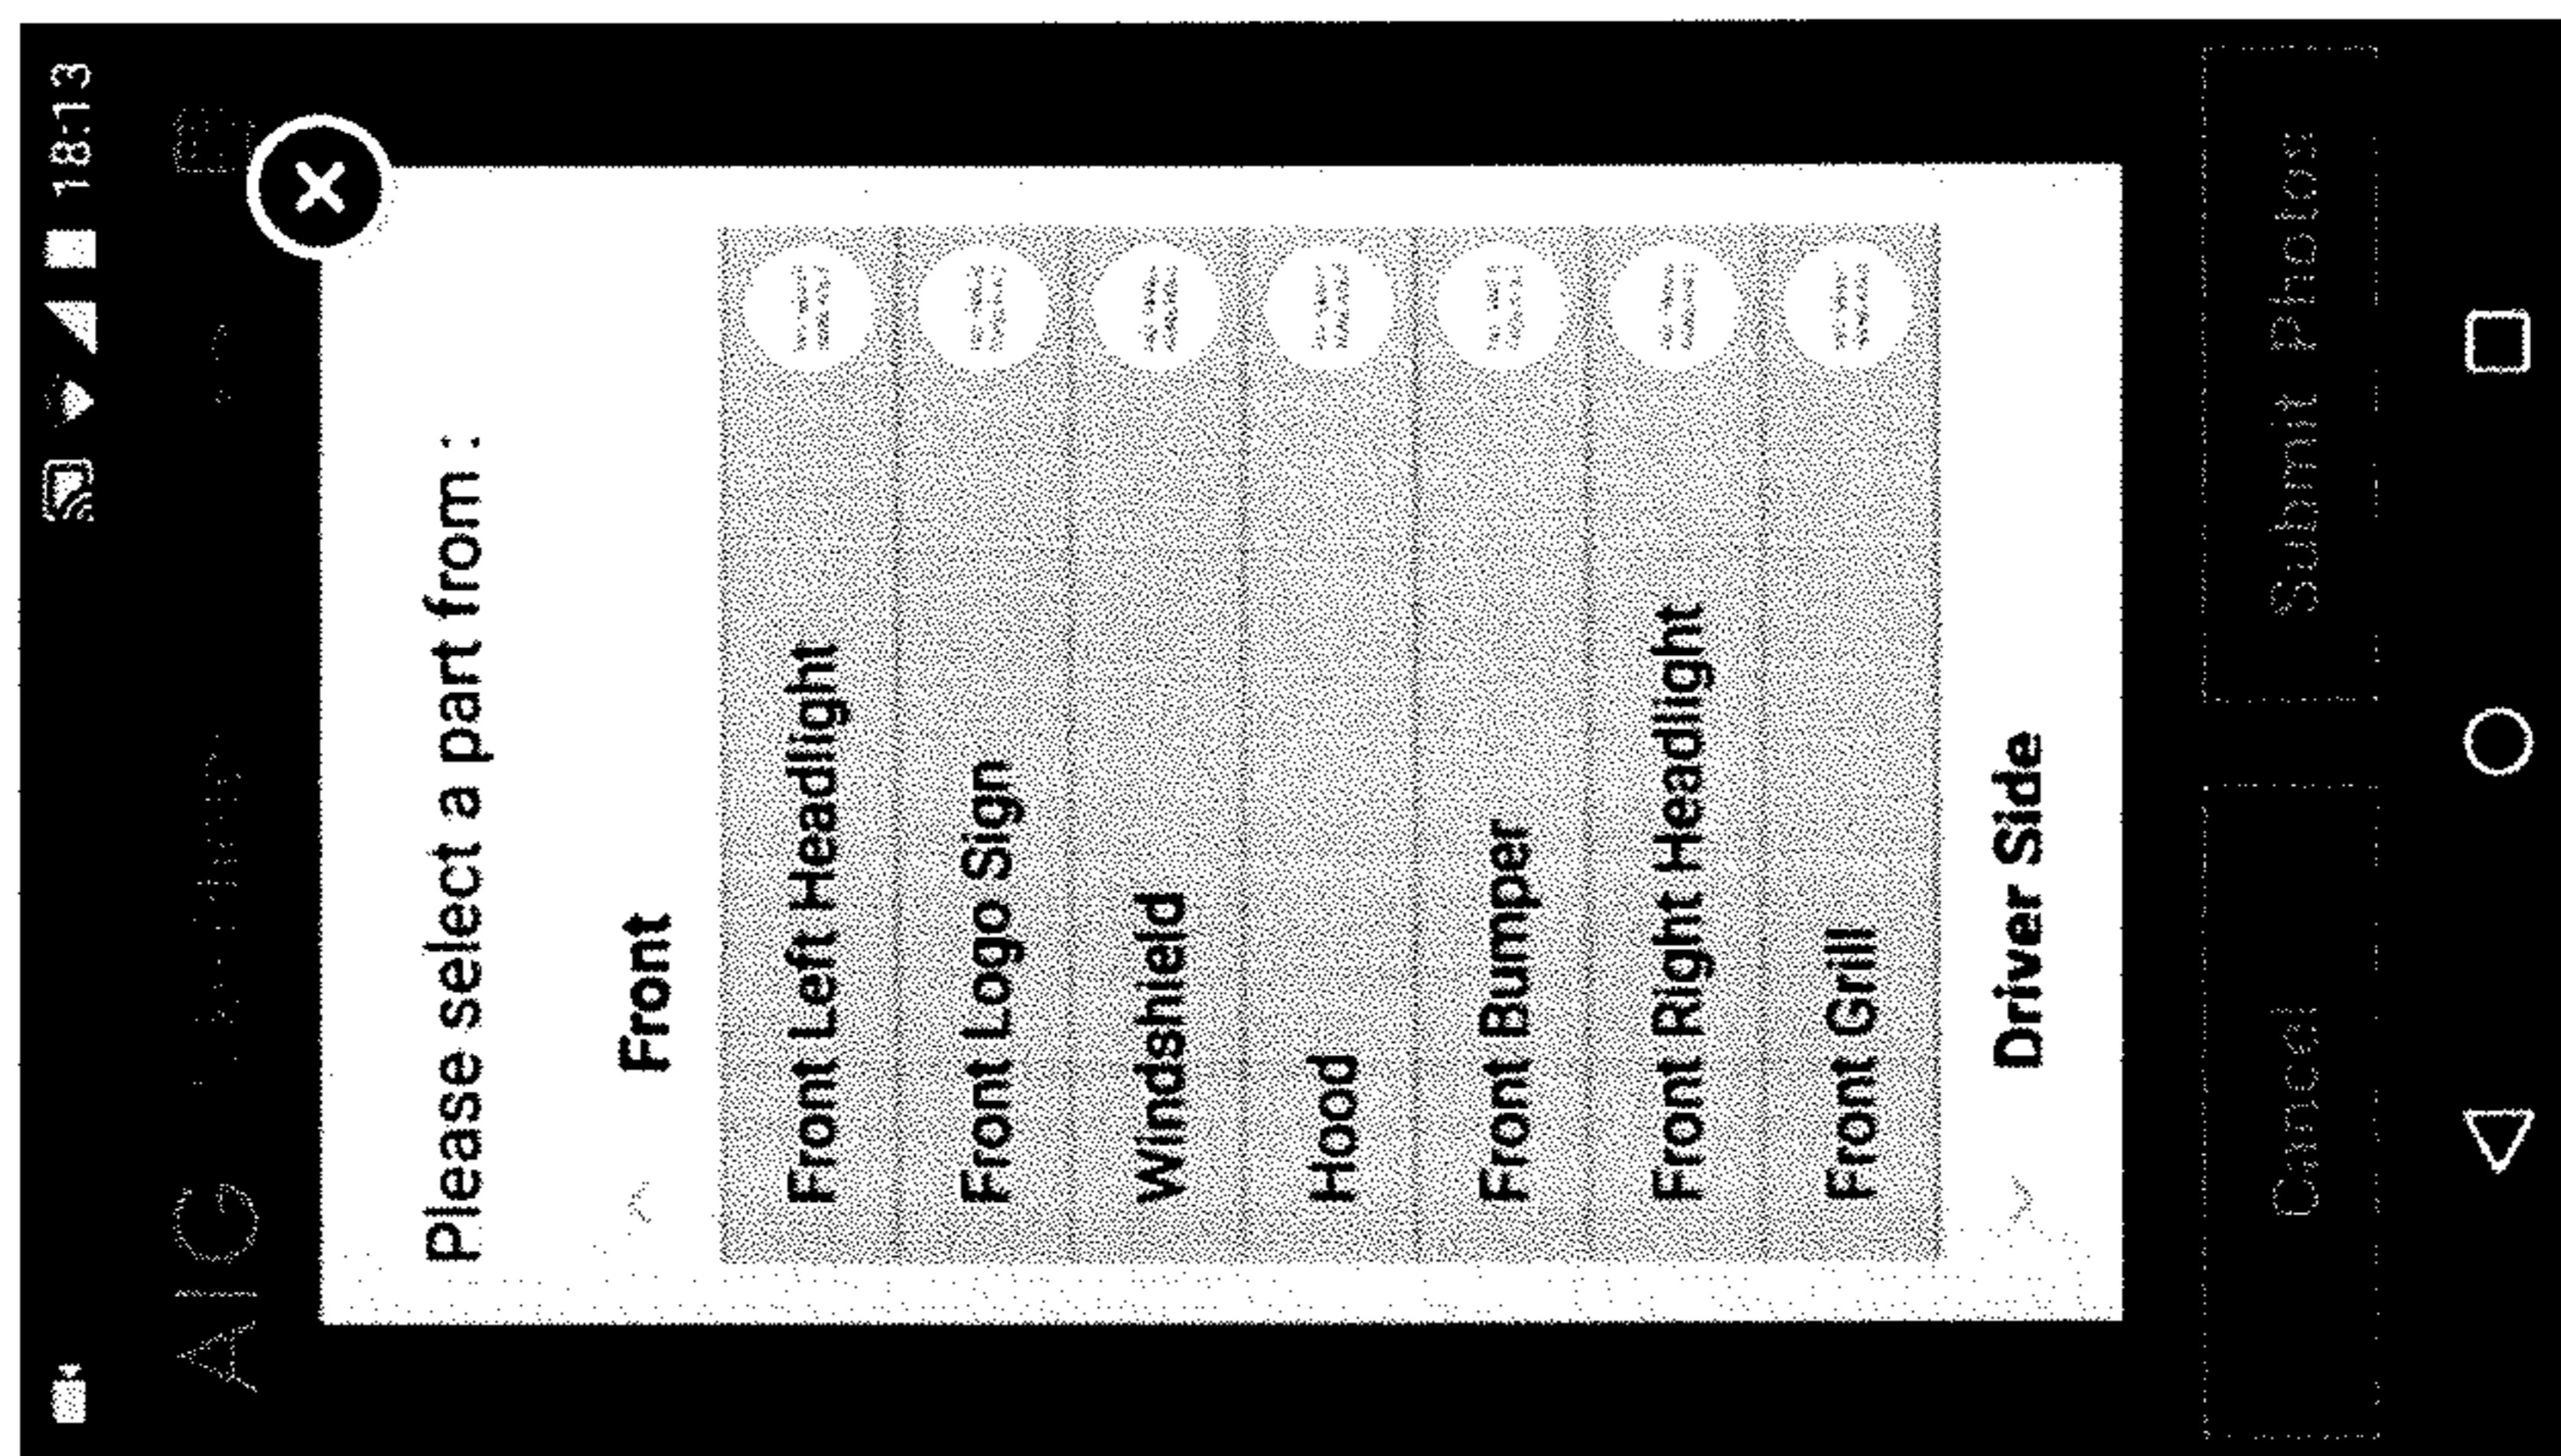 18:13
AIG
Please select a part from :
Front
Front Left Headlight
Front Logo Sign
Windshield
Hood
Front Bumper
Front Right Headlight
Front Grill
Driver Side
Cancel
Submit Photos